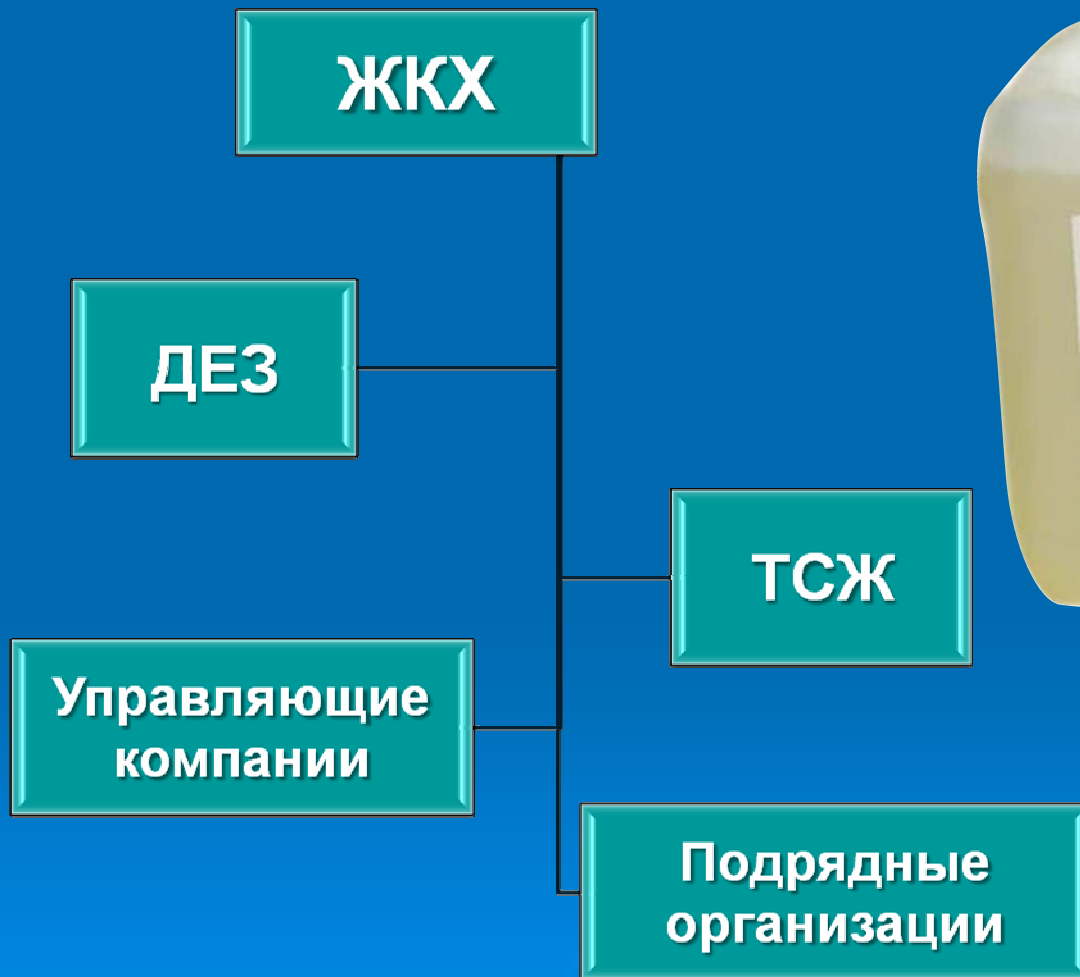 ЖКХ
ДЕЗ
ТСЖ
Управляющие
компании
Подрядные
организации